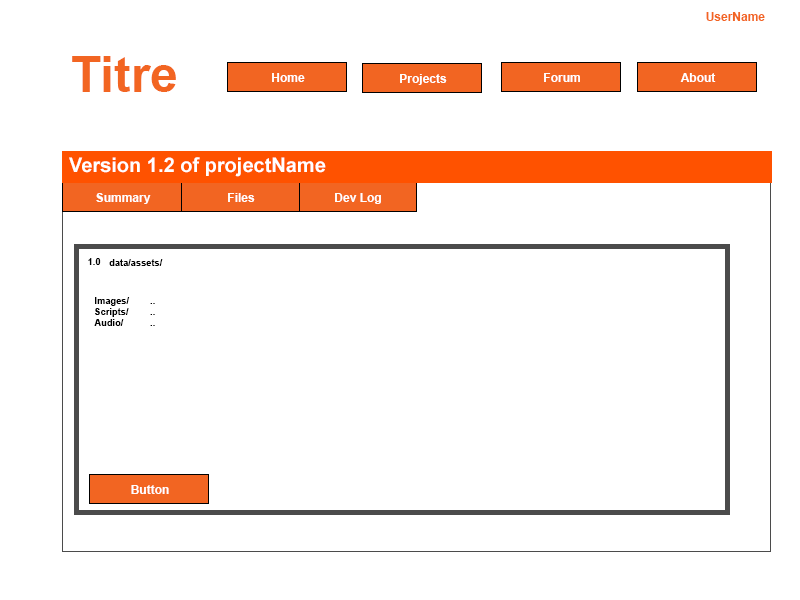 UserName
Titre
Home Projects Forum About
Version 1.2 of projectName
Summary Files Dev Log
1.0 data/assets/
Images/ ..
Scripts/ ..
Audio/ ..
Button